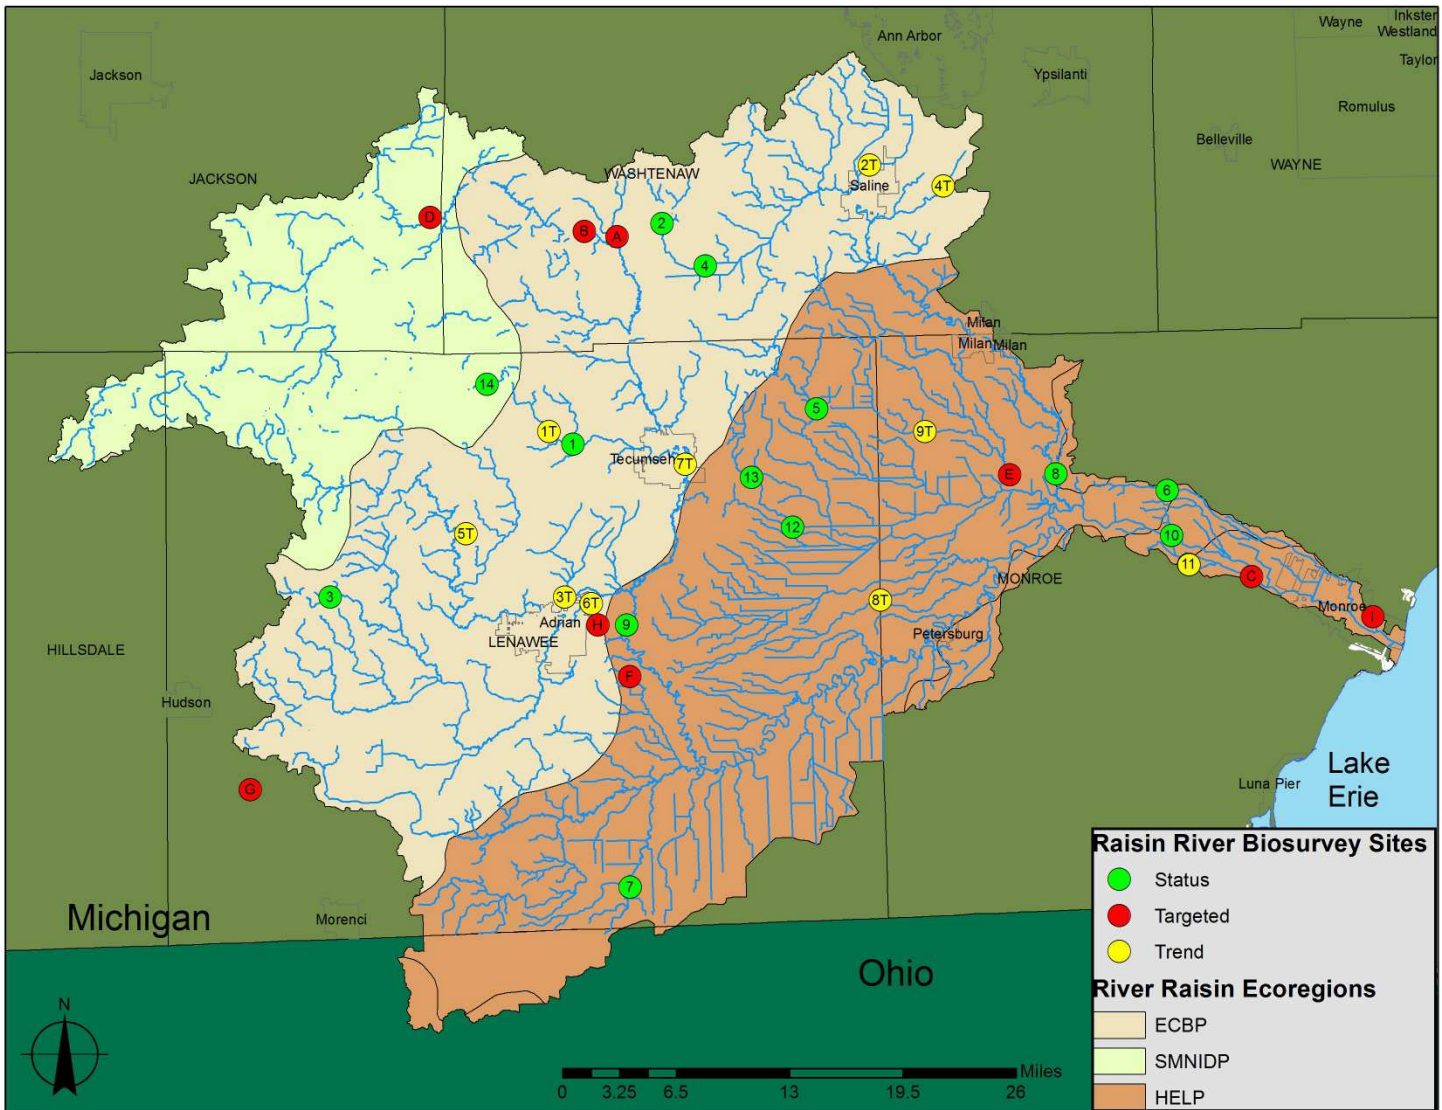 Ann Arbor
Wayne
Inkster
Westland
Taylor
Jackson
Ypsilanti
Romulus
Belleville
JACKSON
WASHTENAW
WAYNE
2T
Saline
4T
D
B
A
2
4
Milan
Milan
Milan
14
5
1T
1
9T
Tecumseh
7T
13
E
8
6
5T
12
10
11
3
3T
6T
8T
MONROE
C
Adrian
H
9
Monroe
I
LENAWEE
Petersburg
HILLSDALE
F
Hudson
G
Luna Pier
Lake
Erie
7
Michigan
Morenci
Ohio
Raisin River Biosurvey Sites
Status
Targeted
Trend
River Raisin Ecoregions
ECBP
SMNIDP
HELP
N
Miles
0 3.25 6.5 13 19.5 26